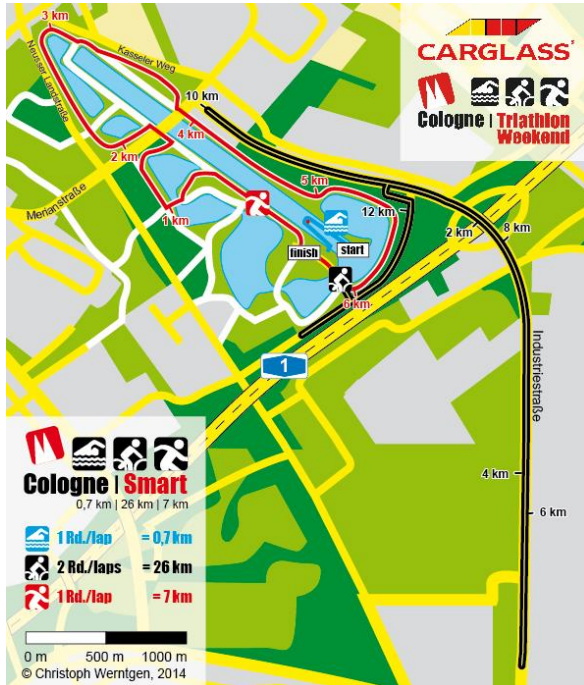 3 km
Kasseler Weg
Neusser Landstraße
10 km
4 km
2 km
Merianstraße
1 km
5 km
12 km
2 km
8 km
finish
start
6 km
1
Industriestraße
4 km
6 km
CARGLASS®
Cologne | Triathlon
Weekend
Cologne | Smart
0,7 km | 26 km | 7 km
1 Rd./lap = 0,7 km
2 Rd./laps = 26 km
1 Rd./lap = 7 km
0 m 500 m 1000 m
© Christoph Werntgen, 2014